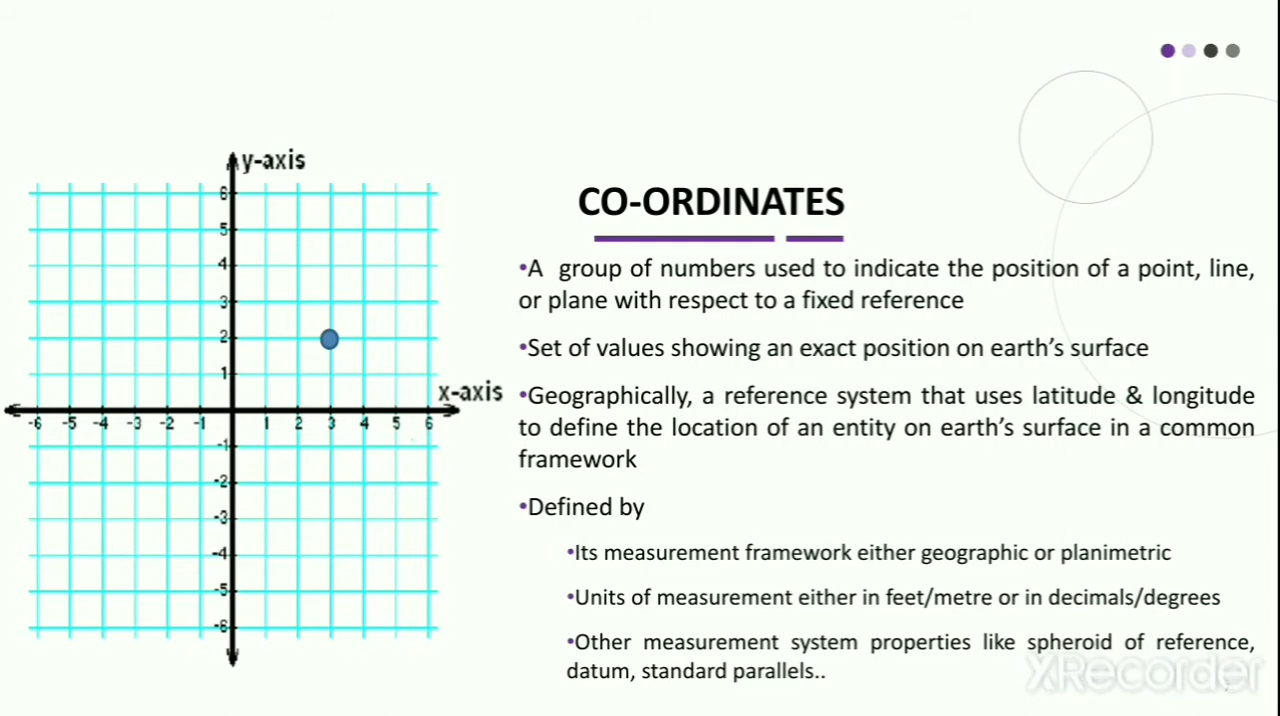 y-axis
6
5
4
3
2
1
x-axis
-6 -5 -4 -3 -2 -1 1 2 3 4 5 6
-1
-2
-3
-4
-5
-6
CO-ORDINATES
•A group of numbers used to indicate the position of a point, line,
or plane with respect to a fixed reference
•Set of values showing an exact position on earth's surface
•Geographically, a reference system that uses latitude & longitude
to define the location of an entity on earth's surface in a common
framework
•Defined by
•Its measurement framework either geographic or planimetric
•Units of measurement either in feet/metre or in decimals/degrees
•Other measurement system properties like spheroid of reference,
datum, standard parallels..
XRecorder